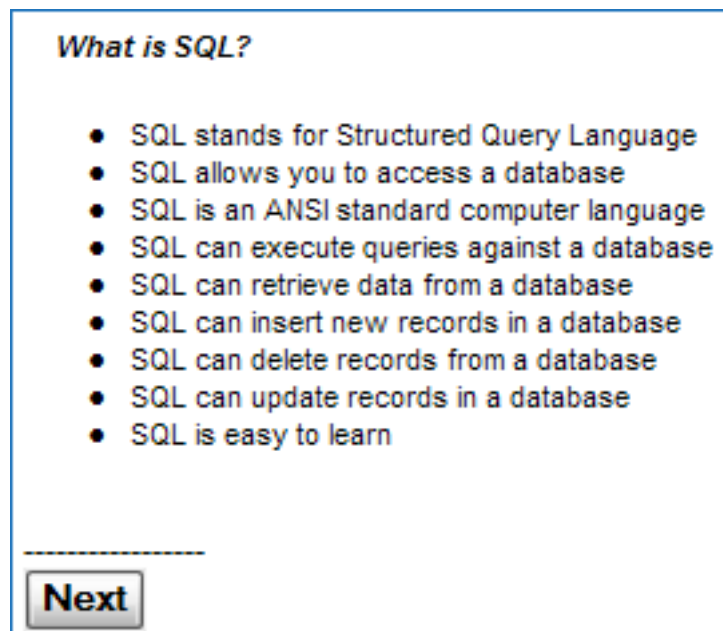 What is SQL?
● SQL stands for Structured Query Language
● SQL allows you to access a database
● SQL is an ANSI standard computer language
● SQL can execute queries against a database
● SQL can retrieve data from a database
● SQL can insert new records in a database
● SQL can delete records from a database
● SQL can update records in a database
● SQL is easy to learn
------------------
Next